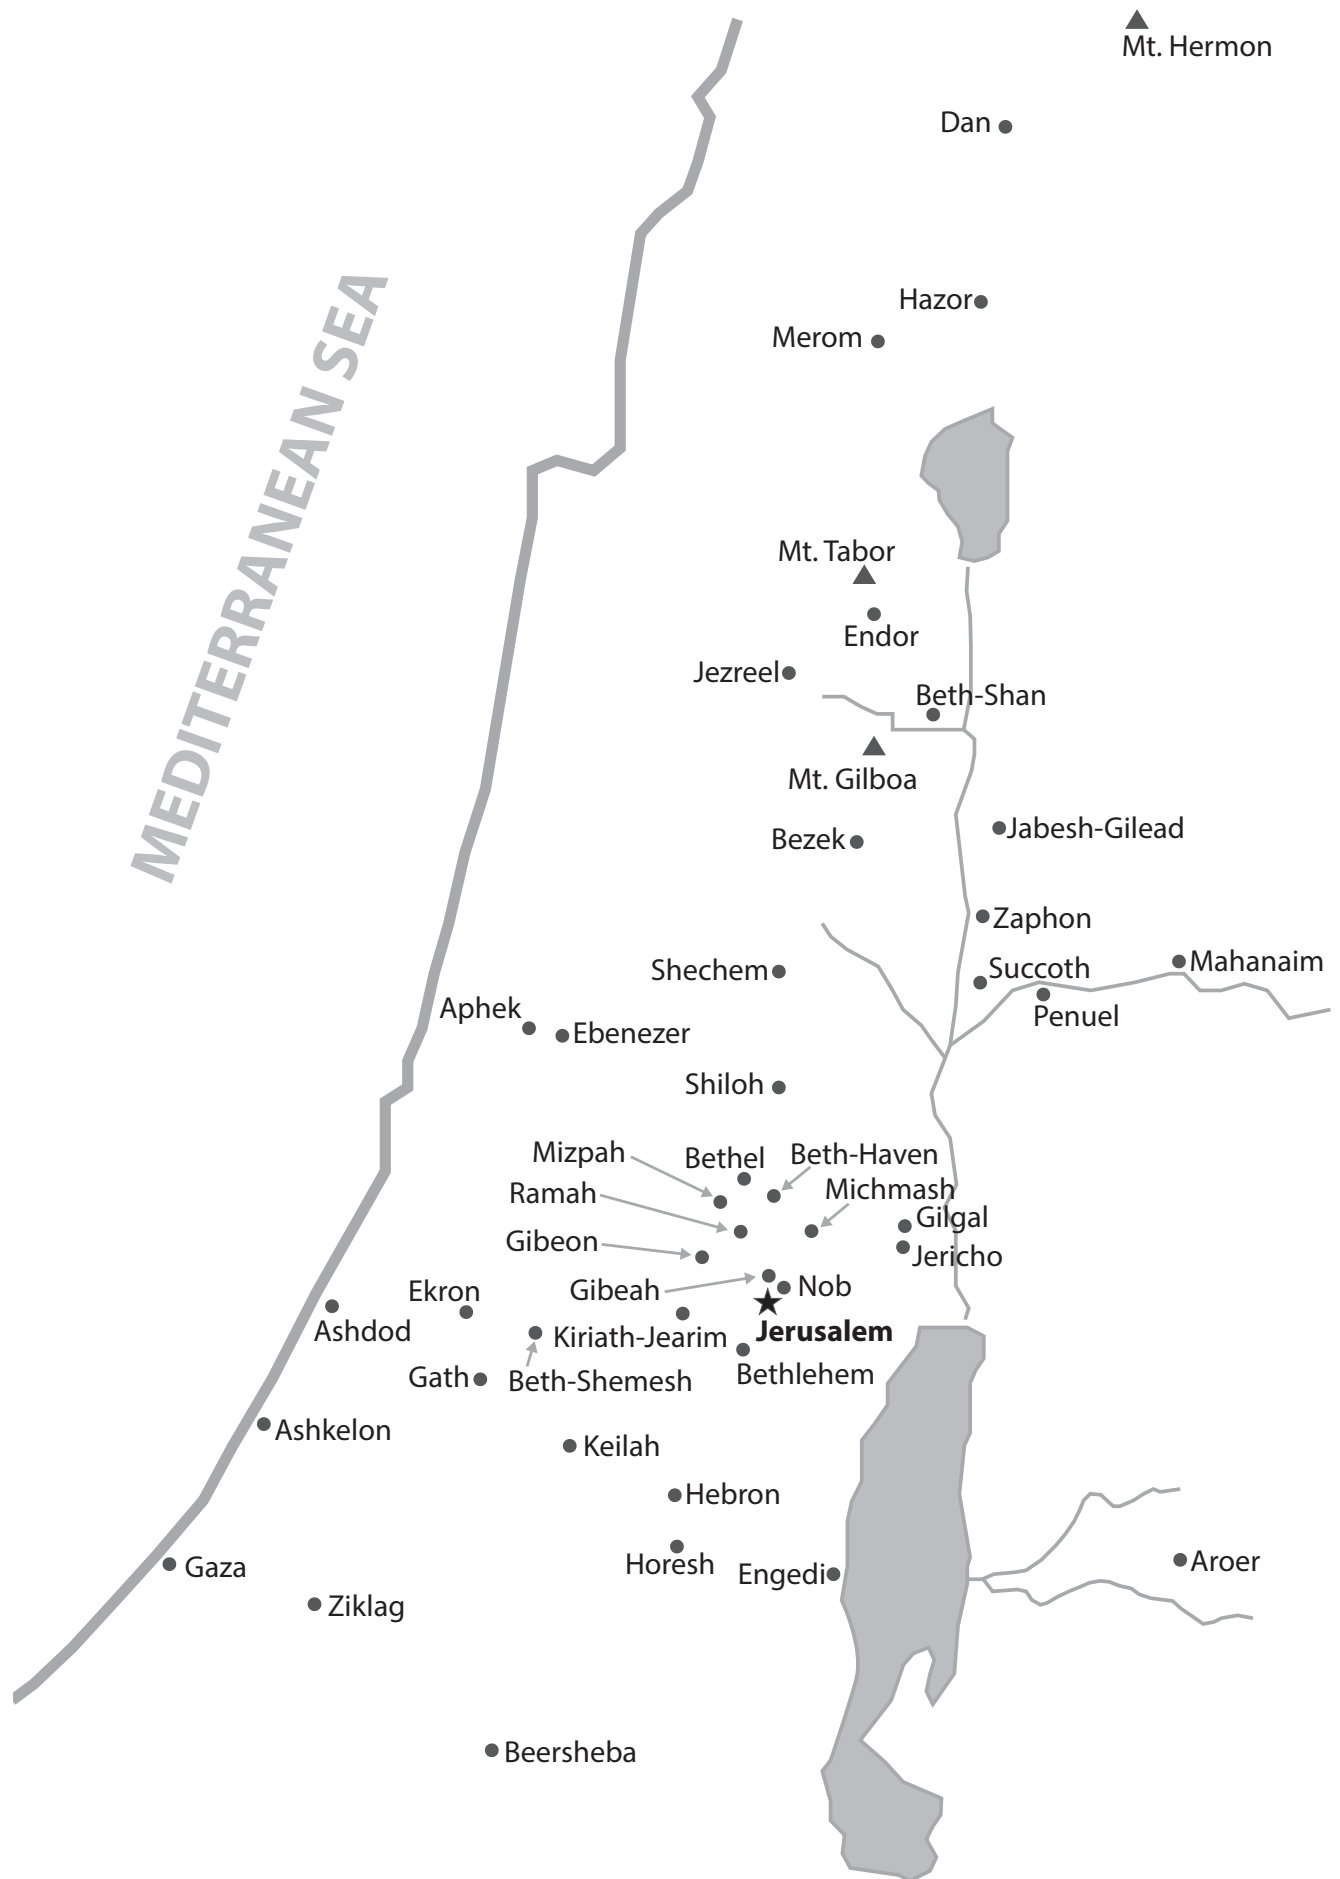 Mt. Hermon
Dan
MEDITERRANEAN SEA
Hazor
Merom
Mt. Tabor
Endor
Jezreel
Beth-Shan
Mt. Gilboa
Jabesh-Gilead
Bezek
Zaphon
Shechem
Succoth
Mahanaim
Aphek
Penuel
Ebenezer
Shiloh
Mizpah
Bethel
Beth-Haven
Ramah
Michmash
Gilgal
Gibeon
Jericho
Gibeah
Nob
Ekron
Ashdod
Kiriath-Jearim
Jerusalem
Gath
Beth-Shemesh
Bethlehem
Ashkelon
Keilah
Hebron
Horesh
Engedi
Aroer
Gaza
Ziklag
Beersheba